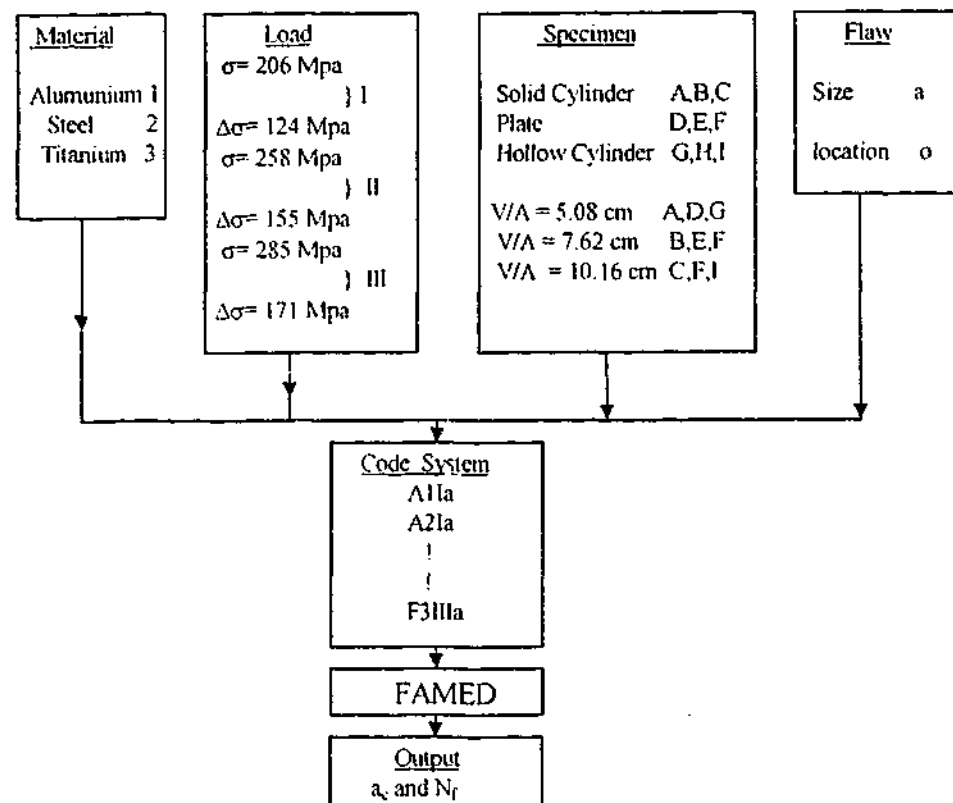 Material
Alumunium 1
Steel 2
Titanium 3
Load
σ= 206 Mpa
} I
Δσ= 124 MPa
σ= 258 MPa
} II
Δσ= 155 MPa
σ= 285 MPa
} III
Δσ= 171 MPa
Specimen
Solid Cylinder A,B,C
Plate D,E,F
Hollow Cylinder G,H,I
V/A = 5.08 cm A,D,G
V/A = 7.62 cm B,E,F
V/A = 10.16 cm C,F,I
Flaw
Size a
location o
Code System
A1Ia
A2Ia
!
!
F3IIIa
FAMED
Output
a_c and N_f